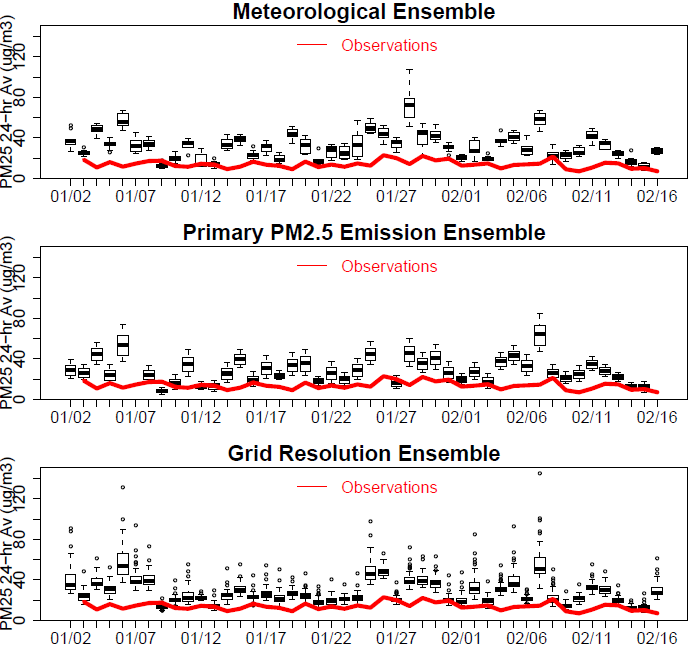 Meteorological Ensemble
PM25 24-hr Av (ug/m3)
120
80
40
0
Observations
01/02 01/07 01/12 01/17 01/22 01/27 02/01 02/06 02/11 02/16
Primary PM2.5 Emission Ensemble
PM25 24-hr Av (ug/m3)
120
80
40
0
Observations
01/02 01/07 01/12 01/17 01/22 01/27 02/01 02/06 02/11 02/16
Grid Resolution Ensemble
PM25 24-hr Av (ug/m3)
120
80
40
0
Observations
01/02 01/07 01/12 01/17 01/22 01/27 02/01 02/06 02/11 02/16